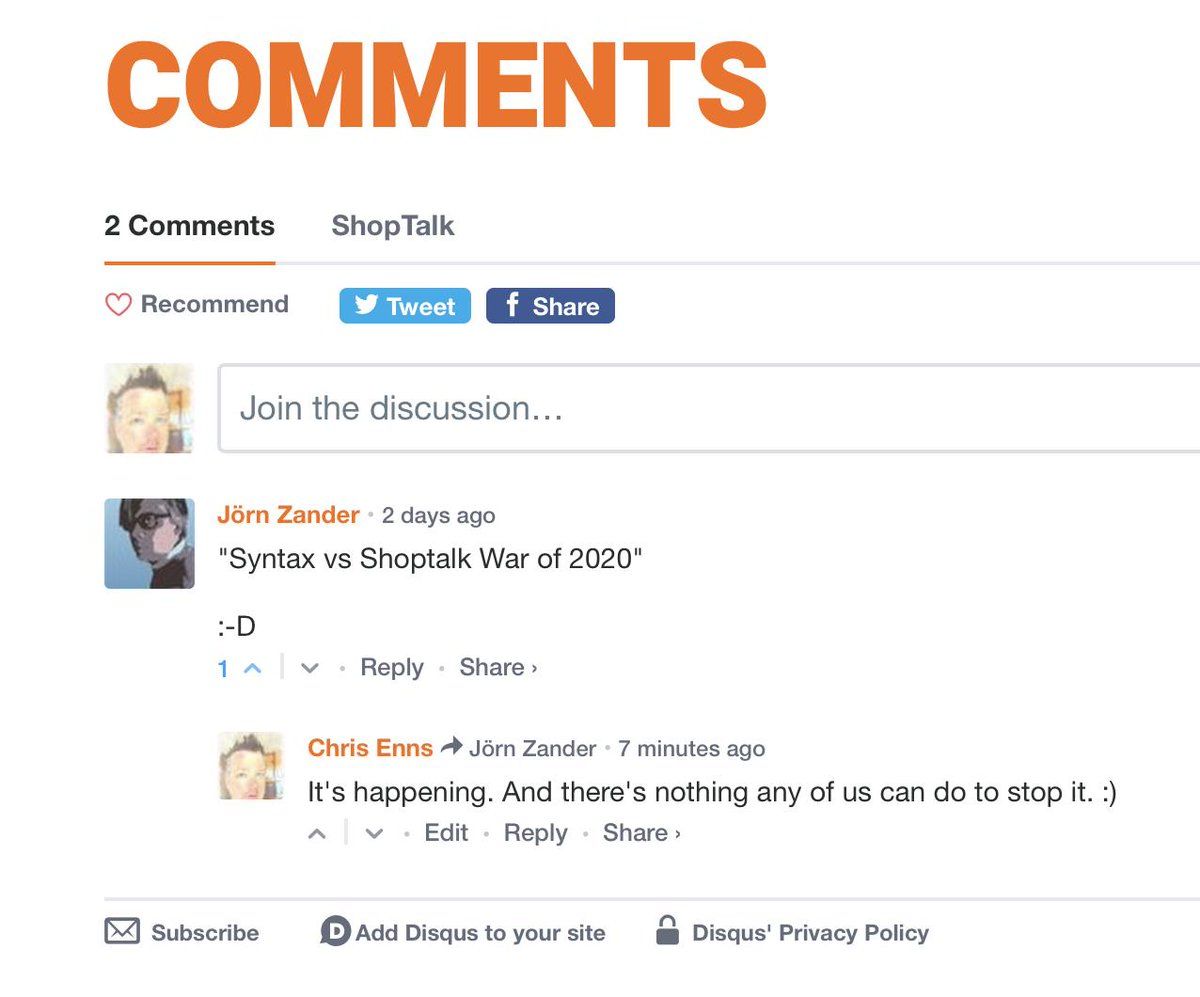 COMMENTS
2 Comments ShopTalk
Recommend Tweet Share
Join the discussion…
Jörn Zander • 2 days ago
"Syntax vs Shoptalk War of 2020"
:-D
1 • Reply • Share ›
Chris Enns Jörn Zander • 7 minutes ago
It's happening. And there's nothing any of us can do to stop it. :)
• Edit • Reply • Share ›
Subscribe Add Disqus to your site Disqus' Privacy Policy